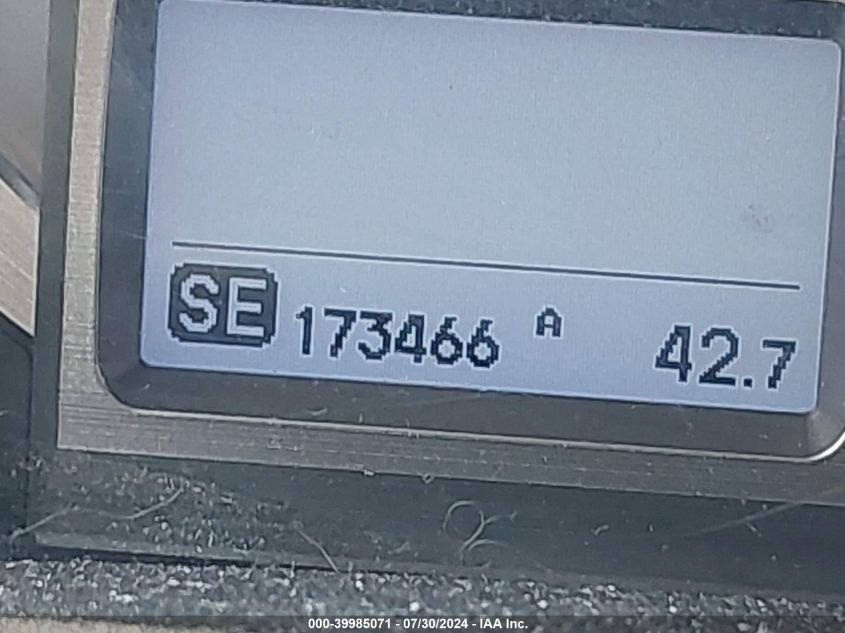 SE 173466 A 42.7
000-39985071 - 07/30/2024 - IAA Inc.